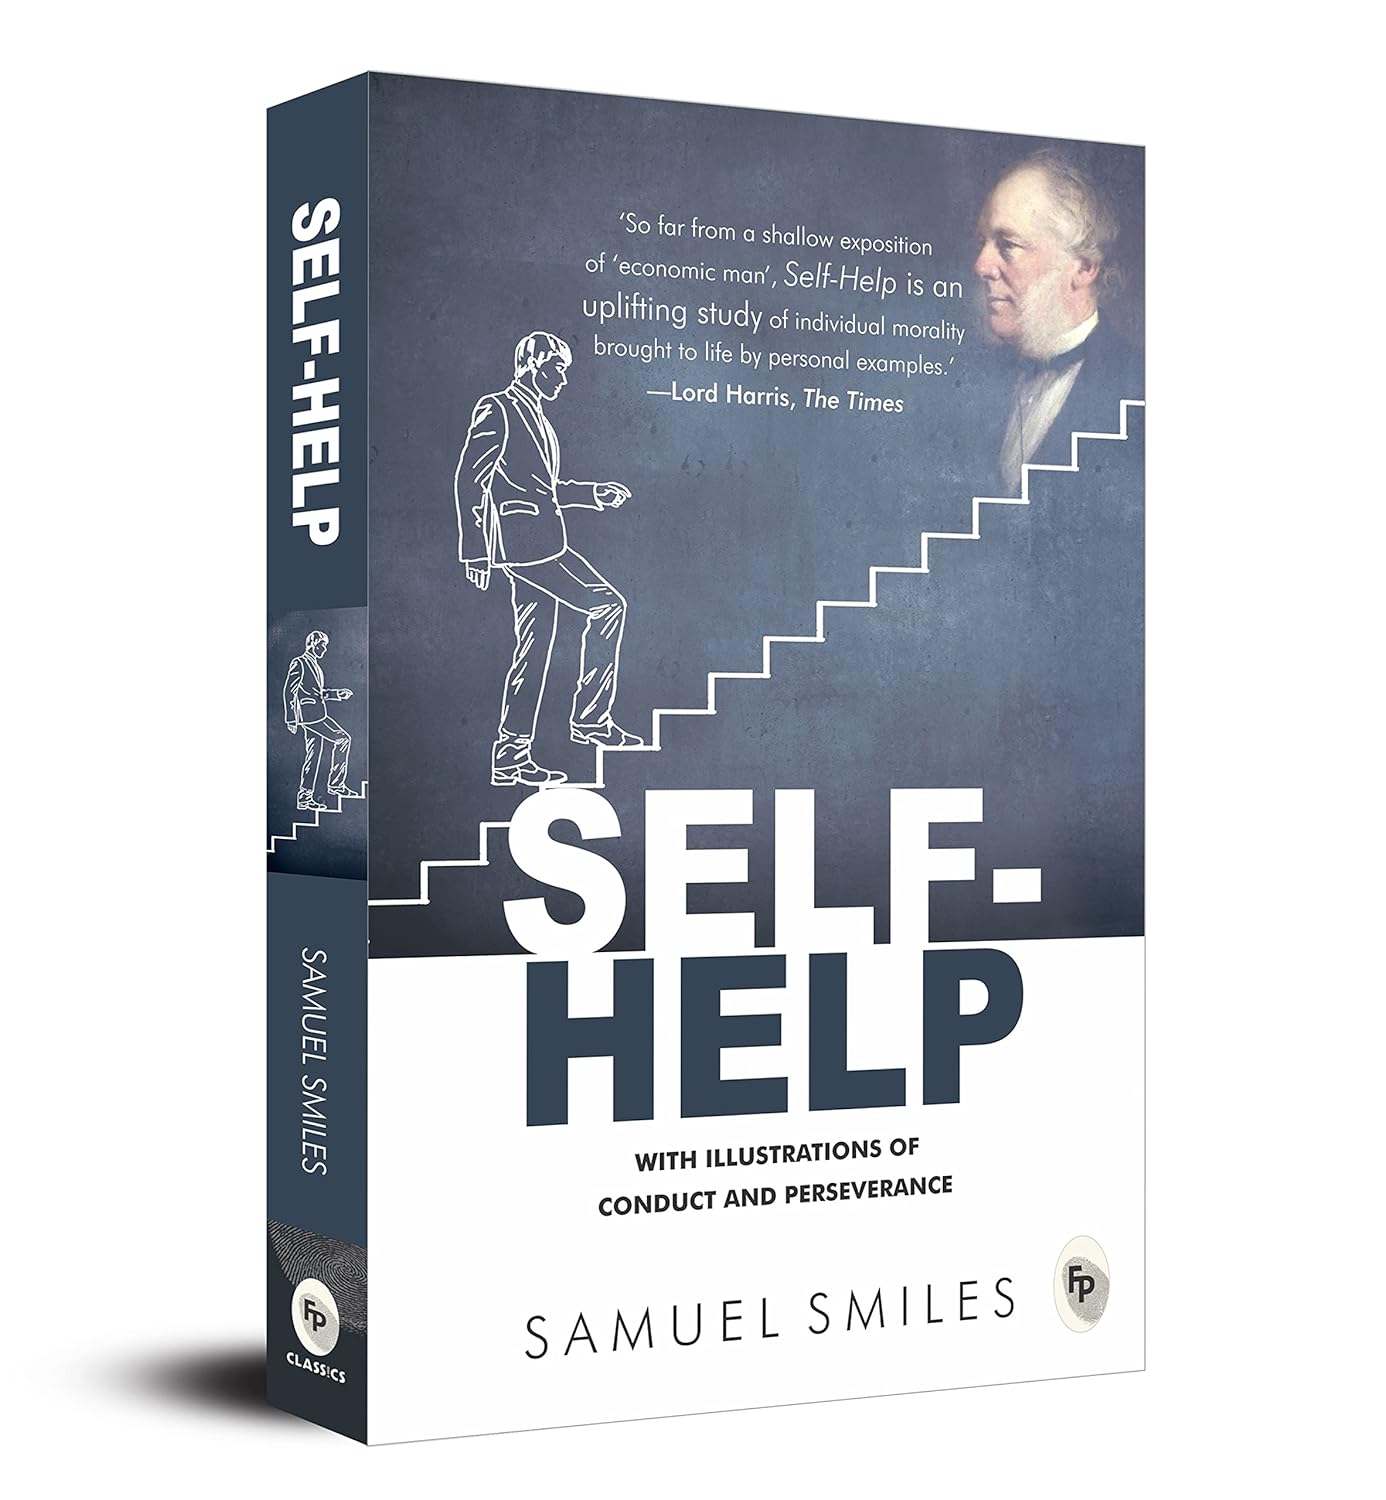 SELF-HELP
SAMUEL SMILES
FP
CLASSICS
‘So far from a shallow exposition
of ‘economic man’, Self-Help is an
uplifting study of individual morality
brought to life by personal examples.’
—Lord Harris, The Times
SELF-
HELP
WITH ILLUSTRATIONS OF
CONDUCT AND PERSEVERANCE
SAMUEL SMILES
FP